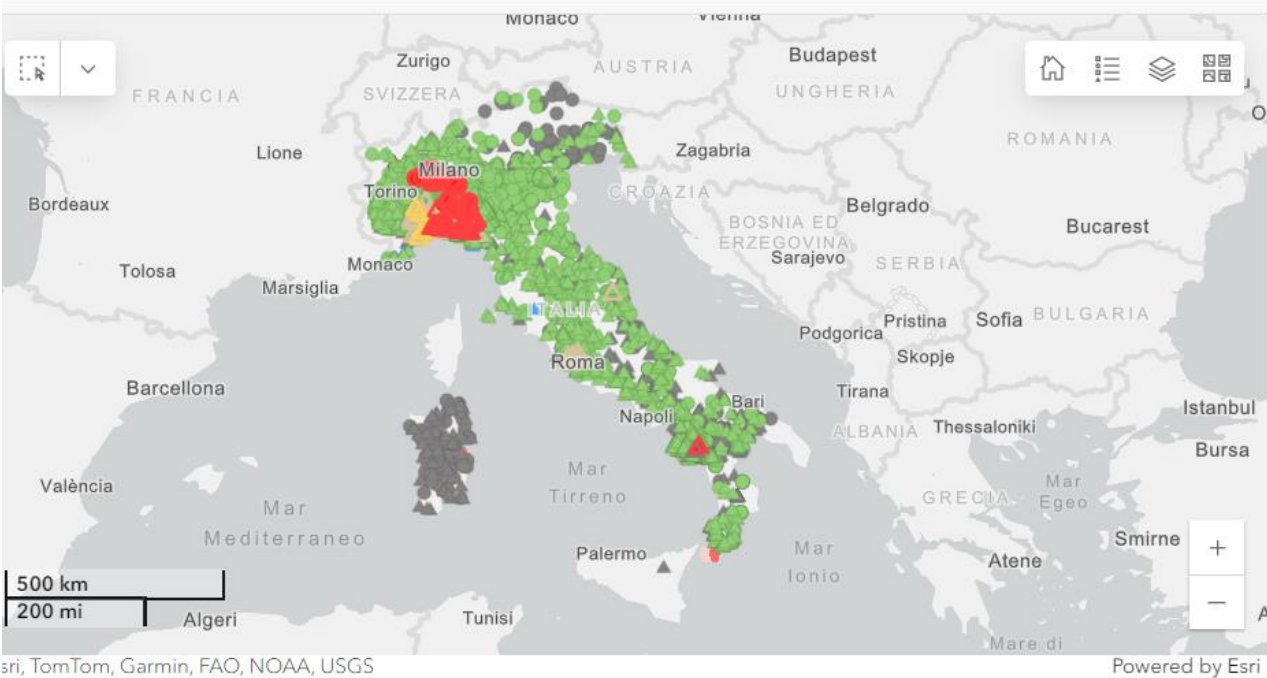 Monaco
Vienna
Zurigo
AUSTRIA
Budapest
FRANCIA
SVIZZERA
UNGHERIA
Lione
Milano
Zagabria
ROMANIA
Torino
CROAZIA
Bordeaux
Belgrado
BOSNIA ED
ERZEGOVINA
Bucarest
Tolosa
Monaco
Sarajevo
SERBIA
Marsiglia
ITALIA
Podgorica
Pristina
Sofia
BULGARIA
Roma
Skopje
Barcellona
Tirana
Napoli
Bari
Istanbul
ALBANIA
Thessaloniki
Bursa
València
Mar
Tirreno
Mar
Egeo
GRECIA
Mar
Mediterraneo
Smirne
Palermo
Mar
Ionio
Atene
500 km
200 mi
Algeri
Tunisi
Mare di
sri, TomTom, Garmin, FAO, NOAA, USGS
Powered by Esri